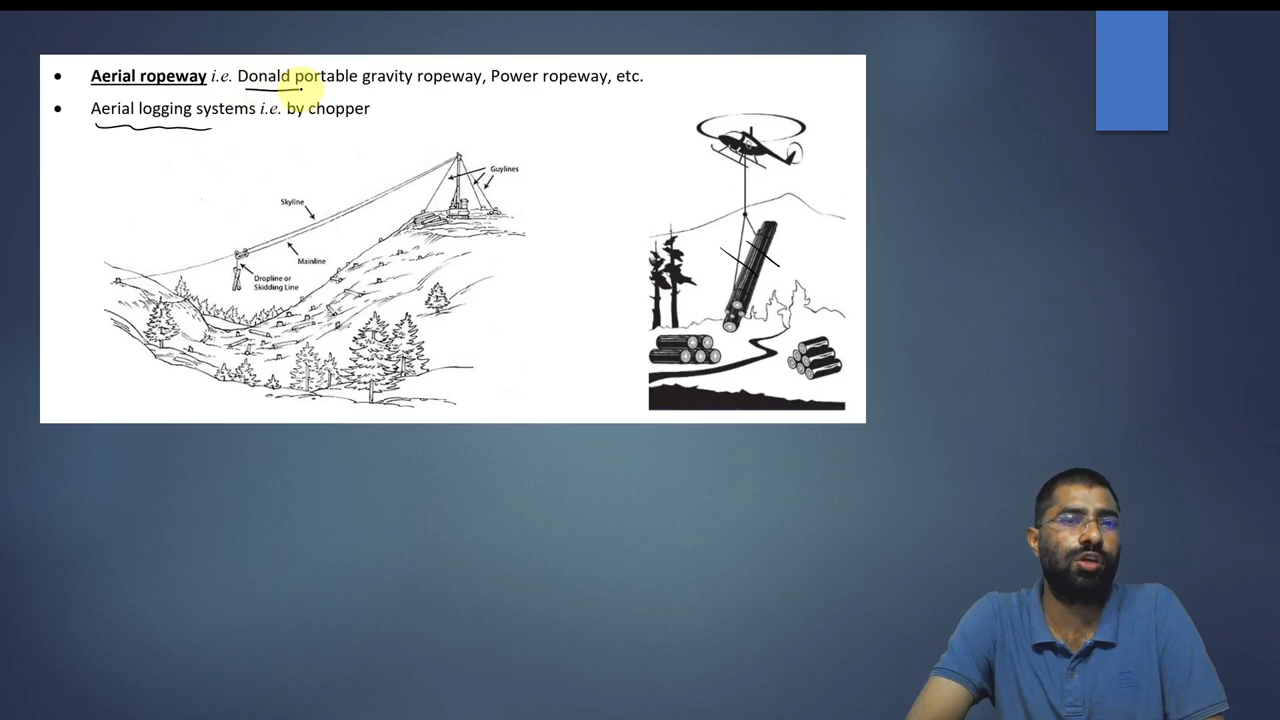 • Aerial ropeway i.e. Donald portable gravity ropeway, Power ropeway, etc.
• Aerial logging systems i.e. by chopper
Guylines
Skyline
Mainline
Dropline or
Skidding Line